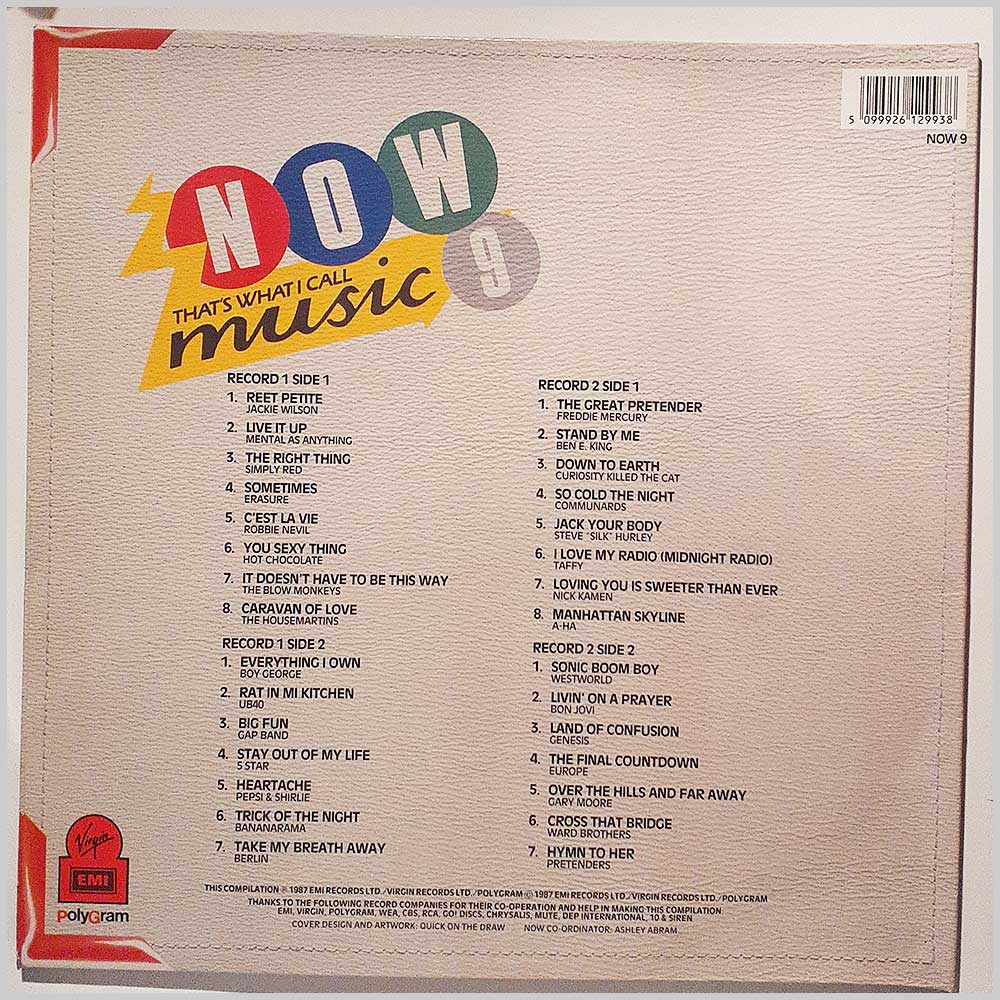 5 099926 129938
NOW 9
NOW
9
THAT'S WHAT I CALL
music
RECORD 1 SIDE 1
1. REET PETITE
JACKIE WILSON
2. LIVE IT UP
MENTAL AS ANYTHING
3. THE RIGHT THING
SIMPLY RED
4. SOMETIMES
ERASURE
5. C'EST LA VIE
ROBBIE NEVIL
6. YOU SEXY THING
HOT CHOCOLATE
7. IT DOESN'T HAVE TO BE THIS WAY
THE BLOW MONKEYS
8. CARAVAN OF LOVE
THE HOUSEMARTINS
RECORD 1 SIDE 2
1. EVERYTHING I OWN
BOY GEORGE
2. RAT IN MI KITCHEN
UB40
3. BIG FUN
GAP BAND
4. STAY OUT OF MY LIFE
5 STAR
5. HEARTACHE
PEPSI & SHIRLIE
6. TRICK OF THE NIGHT
BANANARAMA
7. TAKE MY BREATH AWAY
BERLIN
RECORD 2 SIDE 1
1. THE GREAT PRETENDER
FREDDIE MERCURY
2. STAND BY ME
BEN E. KING
3. DOWN TO EARTH
CURIOSITY KILLED THE CAT
4. SO COLD THE NIGHT
COMMUNARDS
5. JACK YOUR BODY
STEVE "SILK" HURLEY
6. I LOVE MY RADIO (MIDNIGHT RADIO)
TAFFY
7. LOVING YOU IS SWEETER THAN EVER
NICK KAMEN
8. MANHATTAN SKYLINE
A-HA
RECORD 2 SIDE 2
1. SONIC BOOM BOY
WESTWORLD
2. LIVIN' ON A PRAYER
BON JOVI
3. LAND OF CONFUSION
GENESIS
4. THE FINAL COUNTDOWN
EUROPE
5. OVER THE HILLS AND FAR AWAY
GARY MOORE
6. CROSS THAT BRIDGE
WARD BROTHERS
7. HYMN TO HER
PRETENDERS
Virgin
EMI
PolyGram
THIS COMPILATION ℗ 1987 EMI RECORDS LTD./VIRGIN RECORDS LTD./POLYGRAM © 1987 EMI RECORDS LTD./VIRGIN RECORDS LTD./POLYGRAM
THANKS TO THE FOLLOWING RECORD COMPANIES FOR THEIR CO-OPERATION AND HELP IN MAKING THIS COMPILATION:
EMI, VIRGIN, POLYGRAM, WEA, CBS, RCA, GO! DISCS, CHRYSALIS, MUTE, DEP INTERNATIONAL, 10 & SIREN
COVER DESIGN AND ARTWORK: QUICK ON THE DRAW NOW CO-ORDINATOR: ASHLEY ABRAM